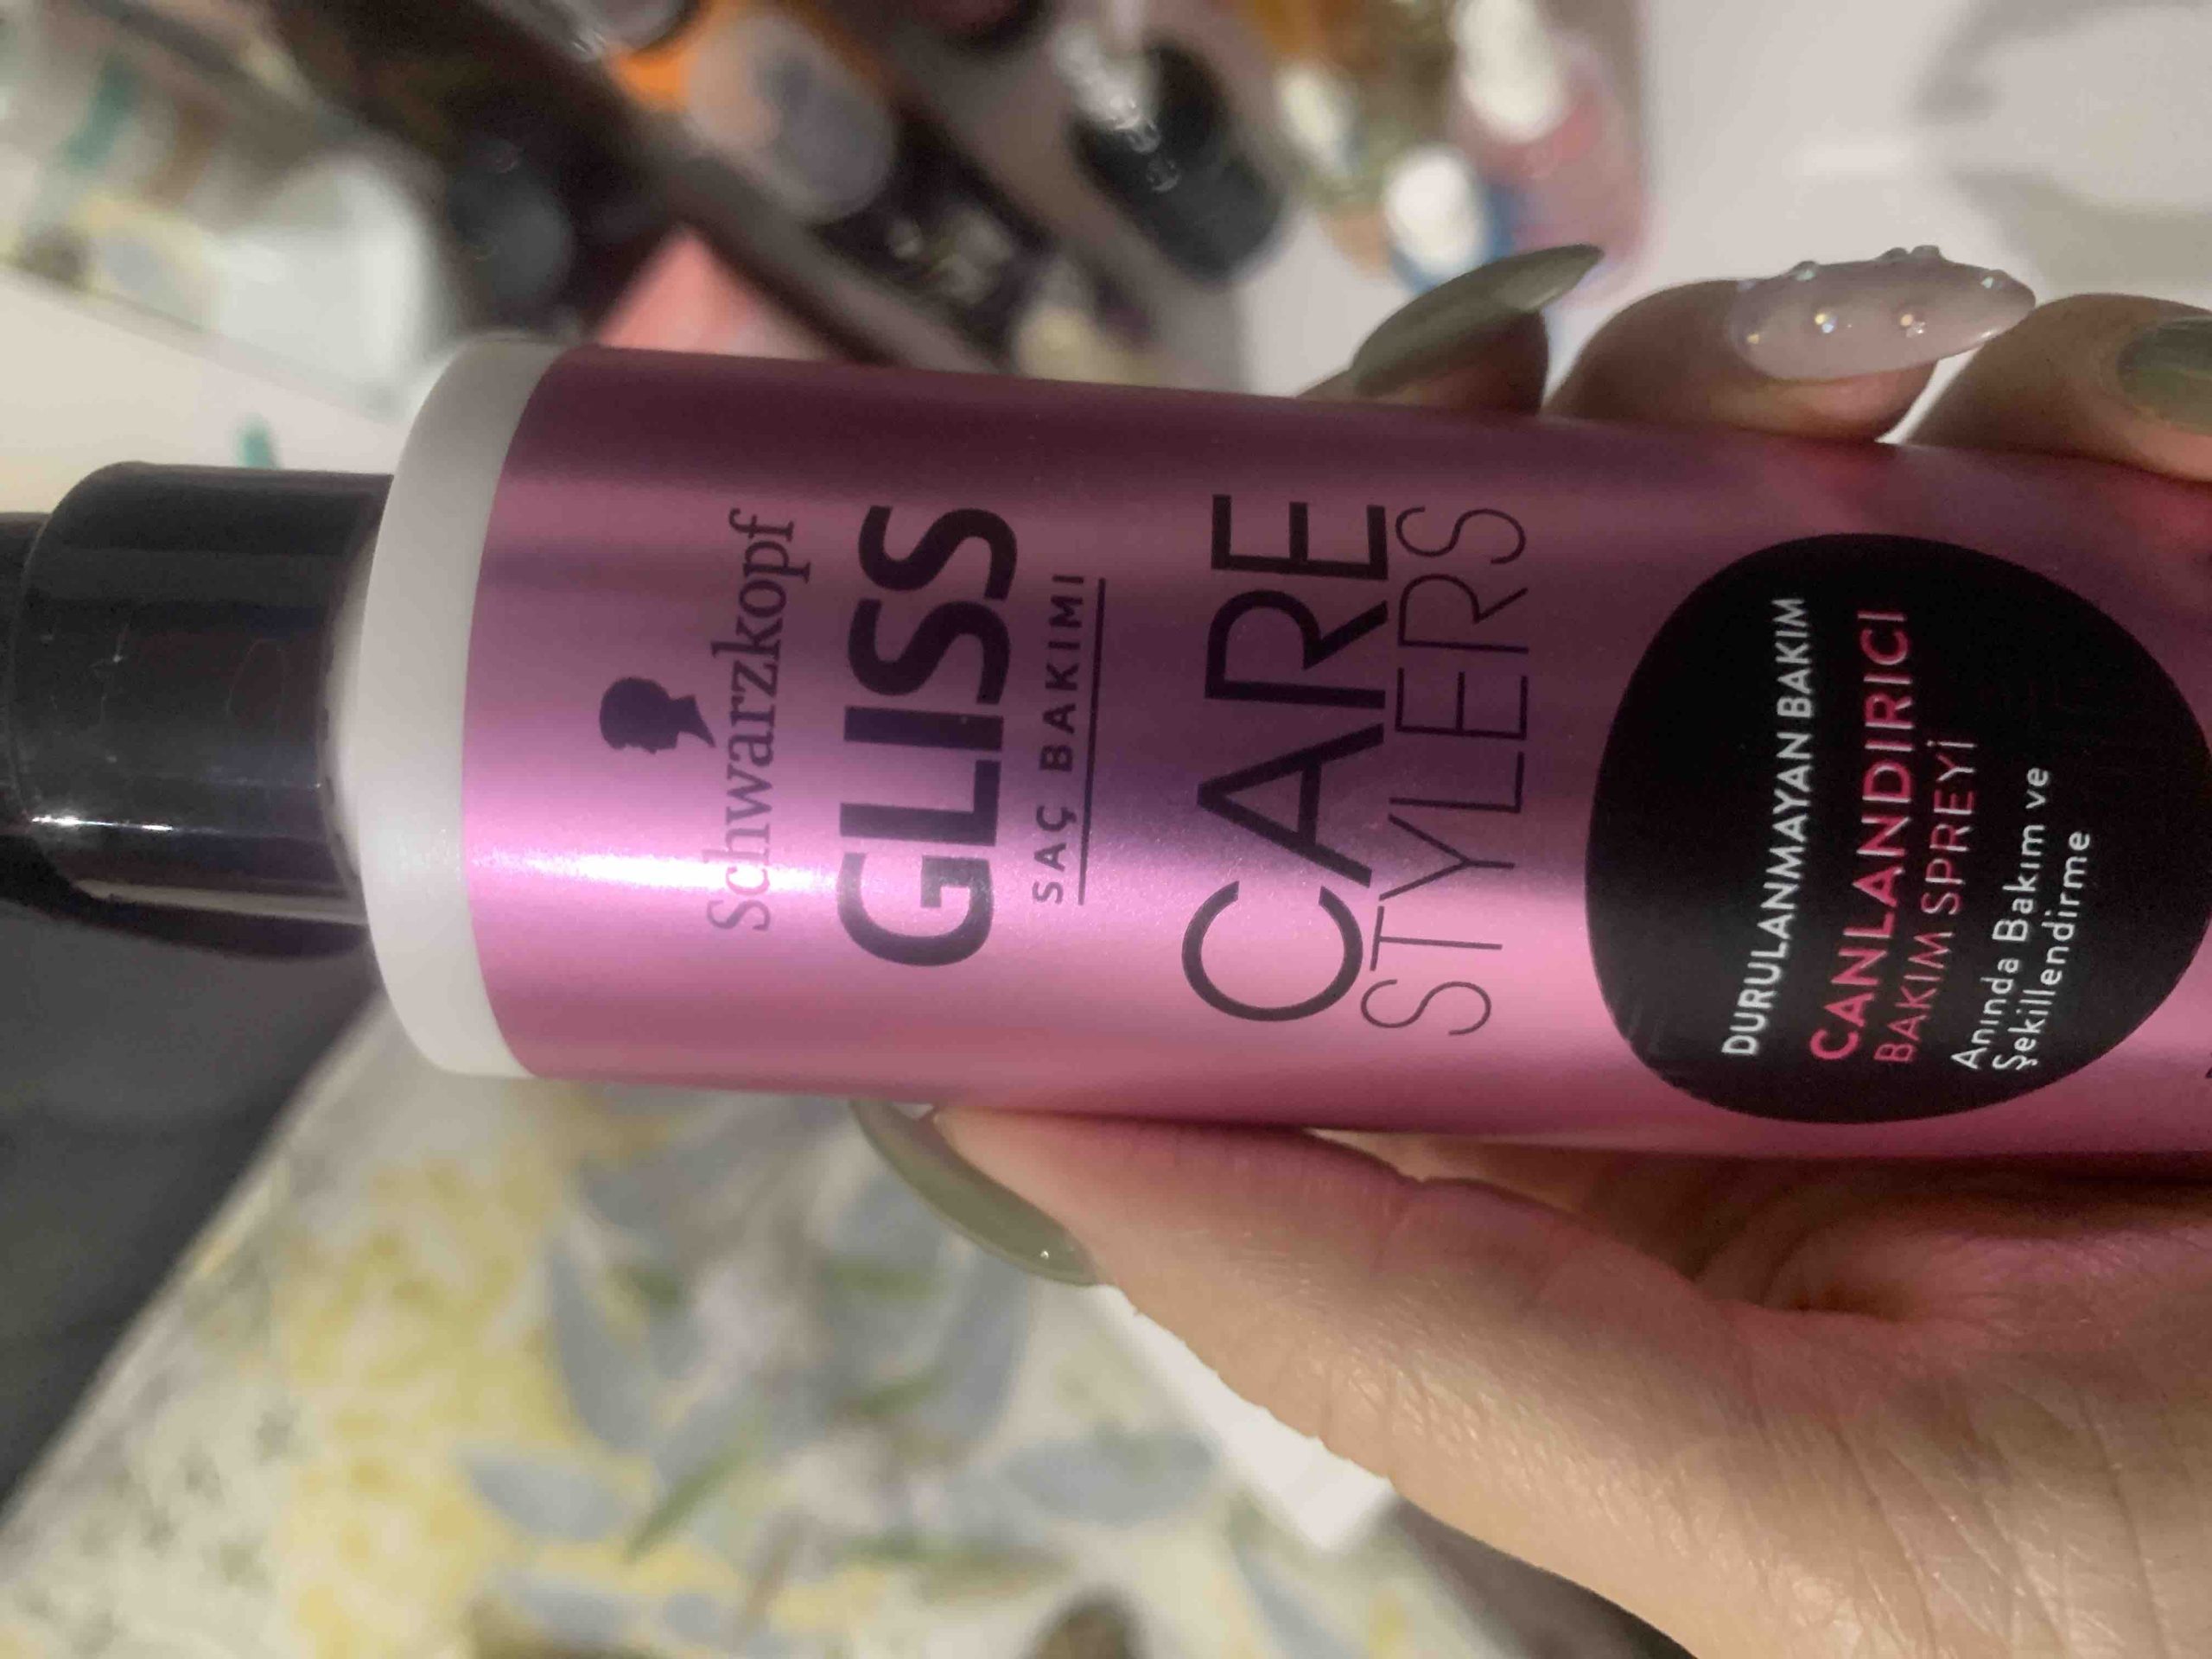 Schwarzkopf
GLISS
SAÇ BAKIMI
CARE
STYLERS
DURULANMAYAN BAKIM
CANLANDIRICI
BAKIM SPREYİ
Anında Bakım ve
Şekillendirme